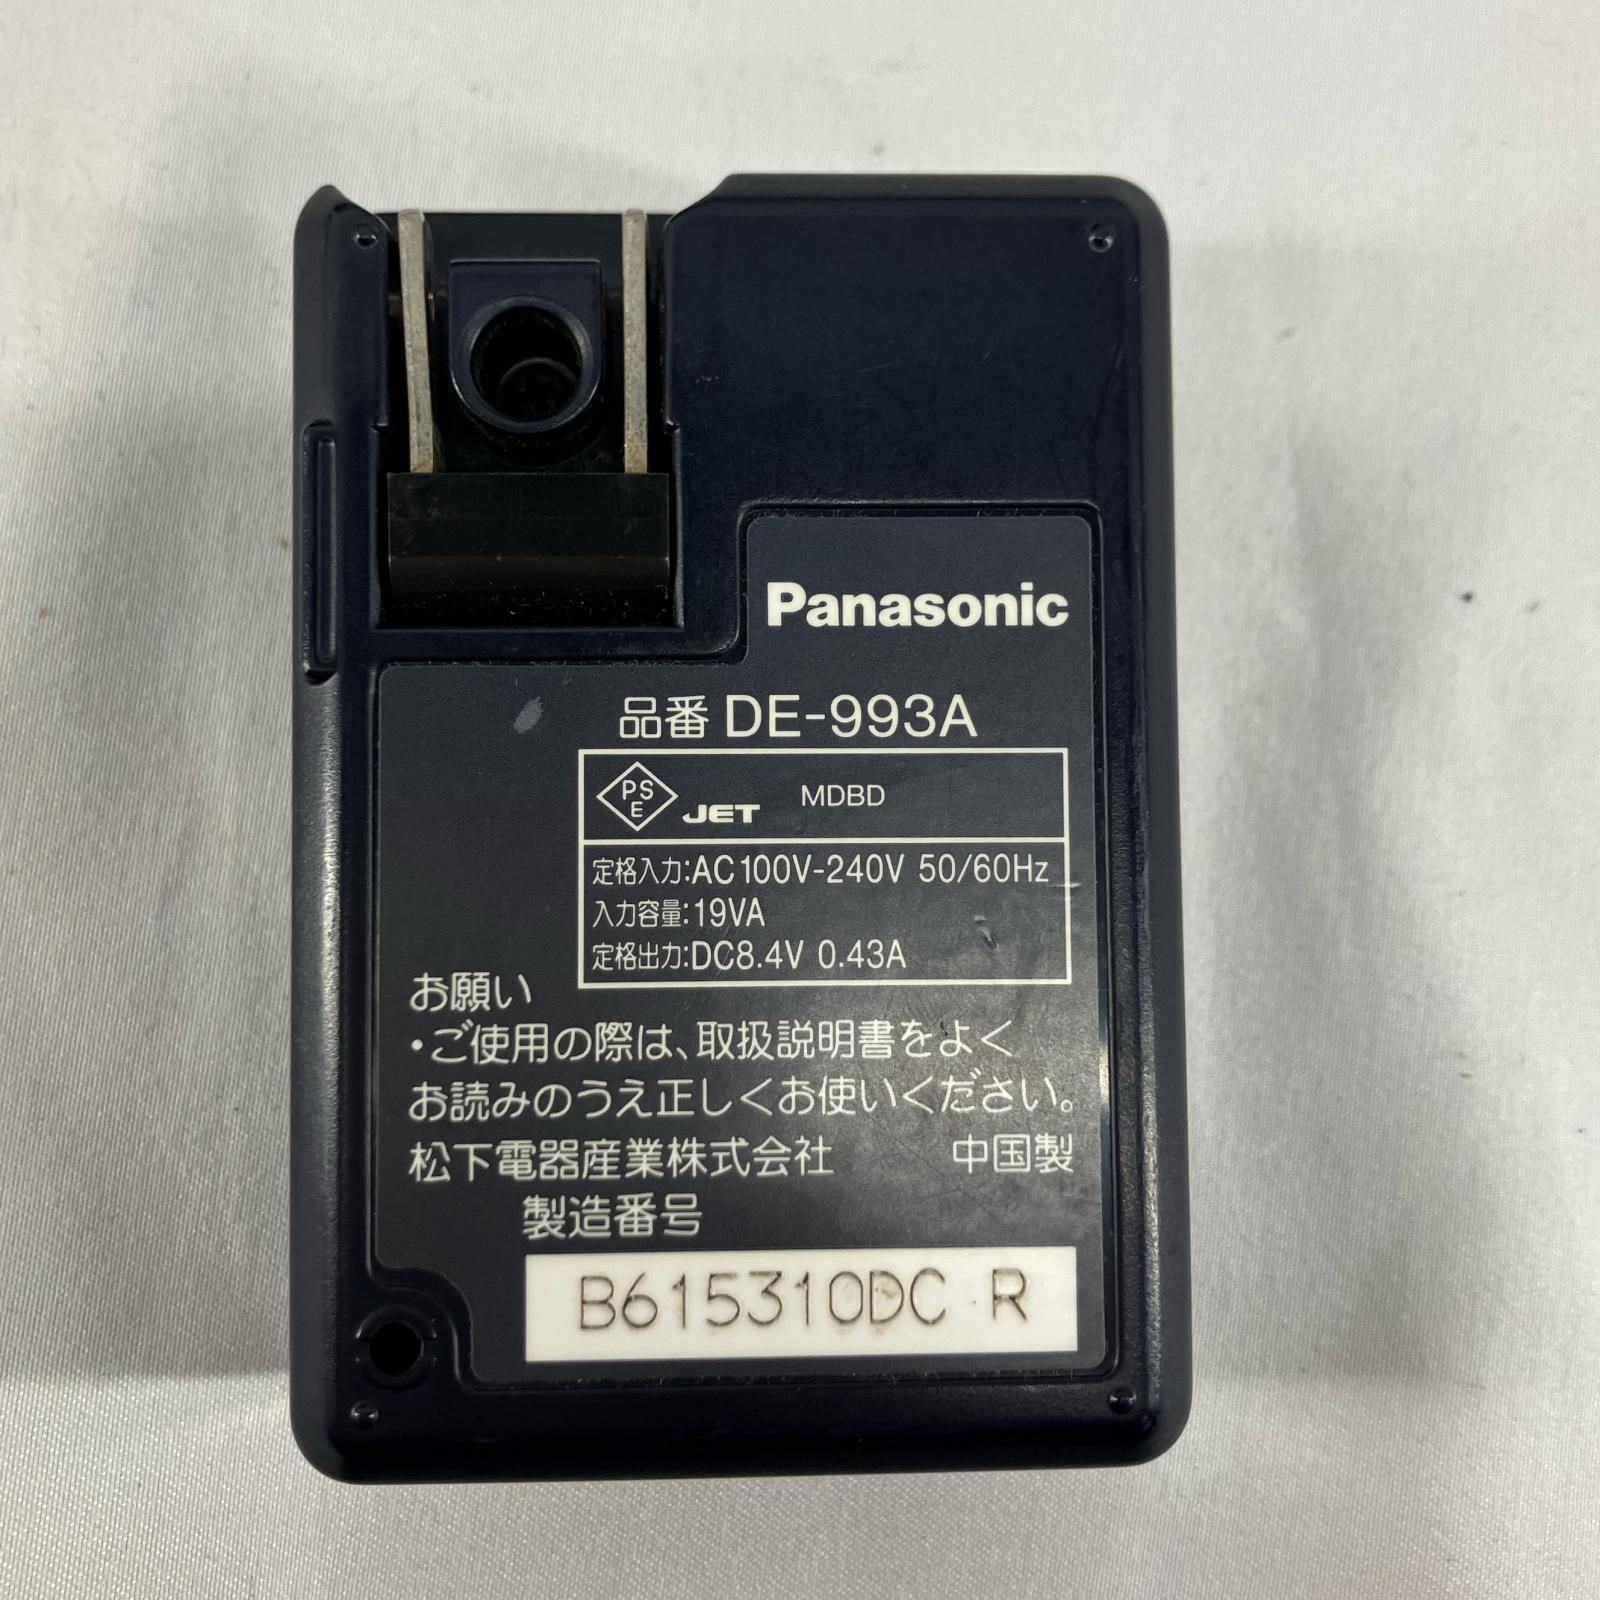 Panasonic
品番 DE-993A
PS
E
JET MDBD
定格入力:AC100V-240V 50/60Hz
入力容量:19VA
定格出力:DC8.4V 0.43A
お願い
・ご使用の際は、取扱説明書をよく
お読みのうえ正しくお使いください。
松下電器産業株式会社 中国製
製造番号
B615310DC R